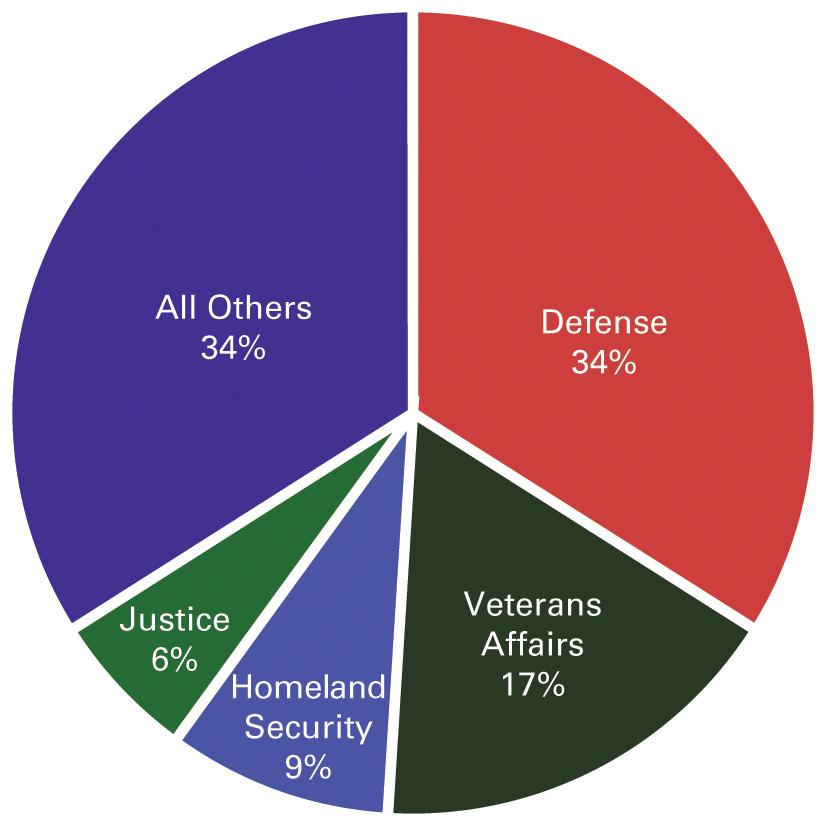 All Others
34%
Defense
34%
Veterans
Affairs
17%
Justice
6%
Homeland
Security
9%